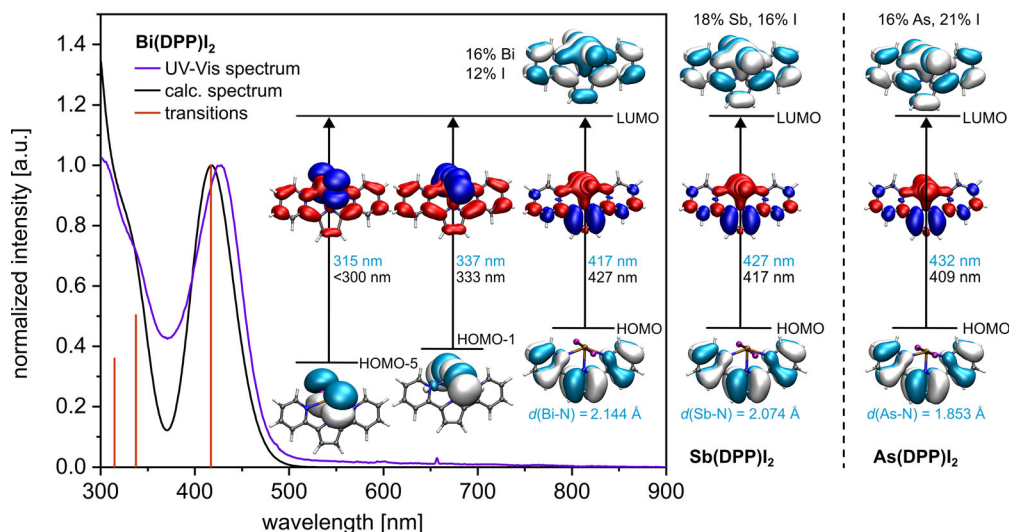 18% Sb, 16% I
16% As, 21% I
1.4
Bi(DPP)I₂
16% Bi
12% I
UV-Vis spectrum
calc. spectrum
transitions
1.2
LUMO
LUMO
LUMO
1.0
0.8
normalized intensity [a.u.]
315 nm
<300 nm
337 nm
333 nm
417 nm
427 nm
427 nm
417 nm
432 nm
409 nm
0.6
HOMO
HOMO
HOMO
0.4
HOMO-1
HOMO-5
0.2
d(Bi-N) = 2.144 Å
d(Sb-N) = 2.074 Å
d(As-N) = 1.853 Å
Sb(DPP)I₂
As(DPP)I₂
0.0
300
400
500
600
700
800
900
wavelength [nm]